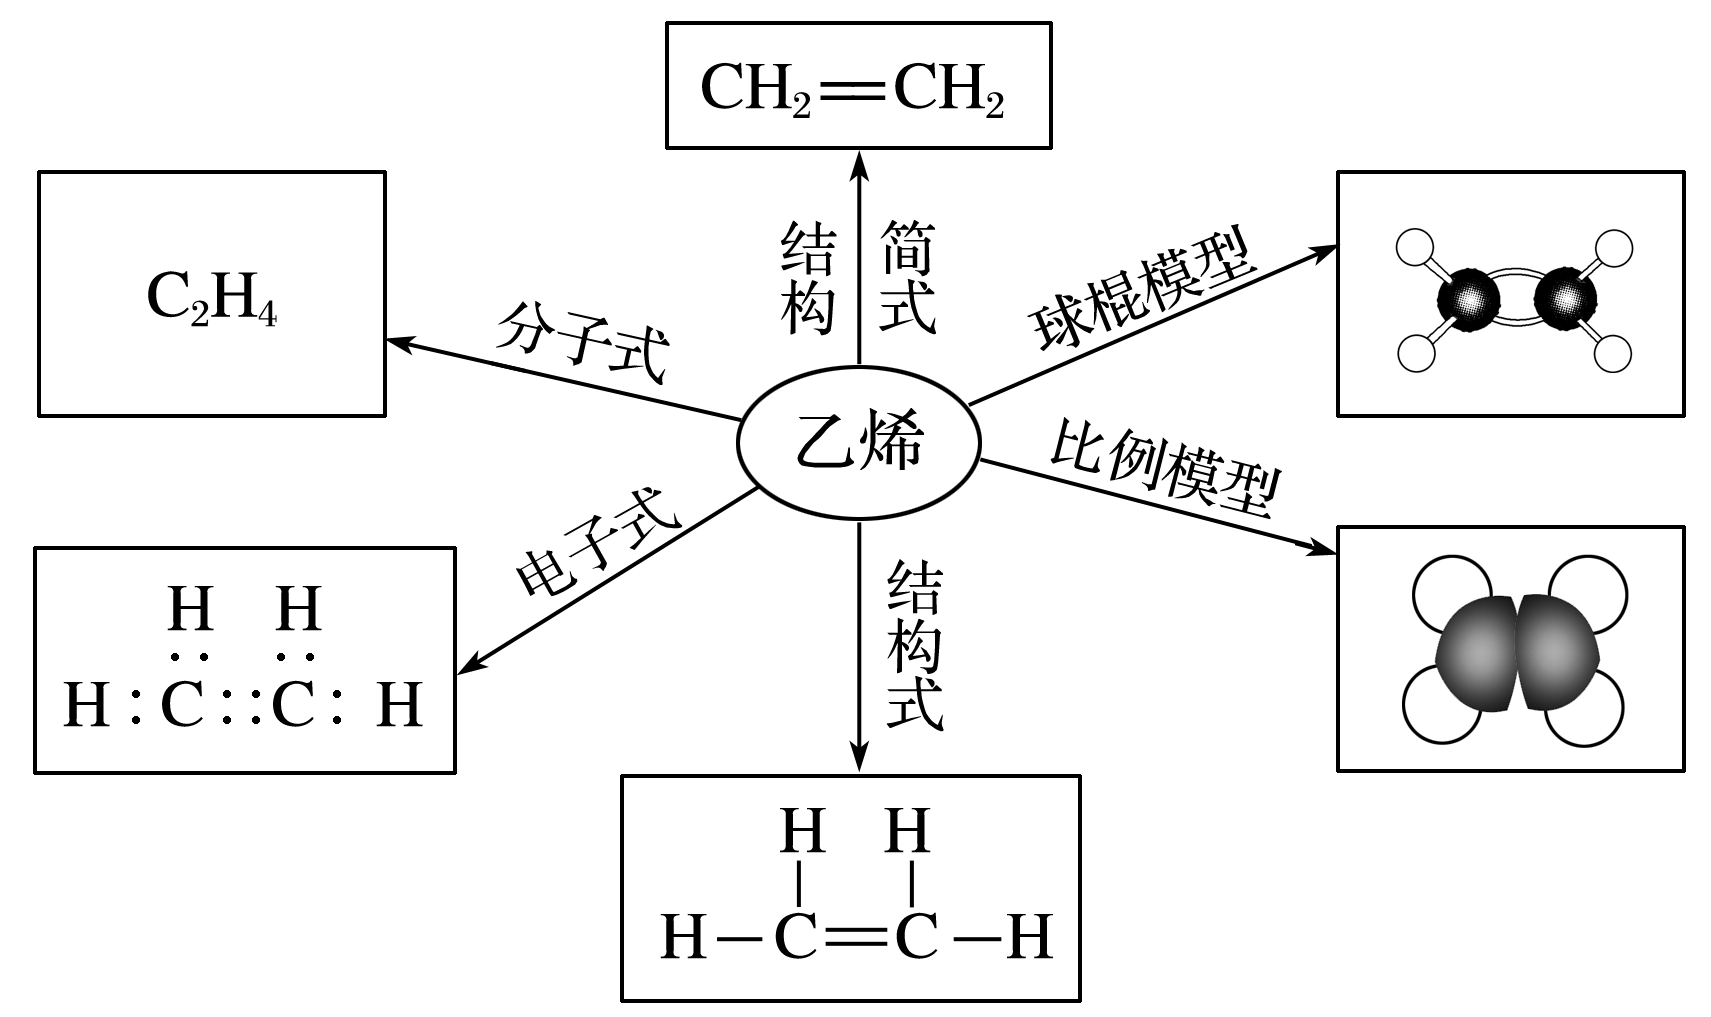 CH₂══CH₂
结构简式
C₂H₄
分子式
球棍模型
乙烯
比例模型
电子式
H H
H:C::C:H
结构式
H H
H—C══C—H